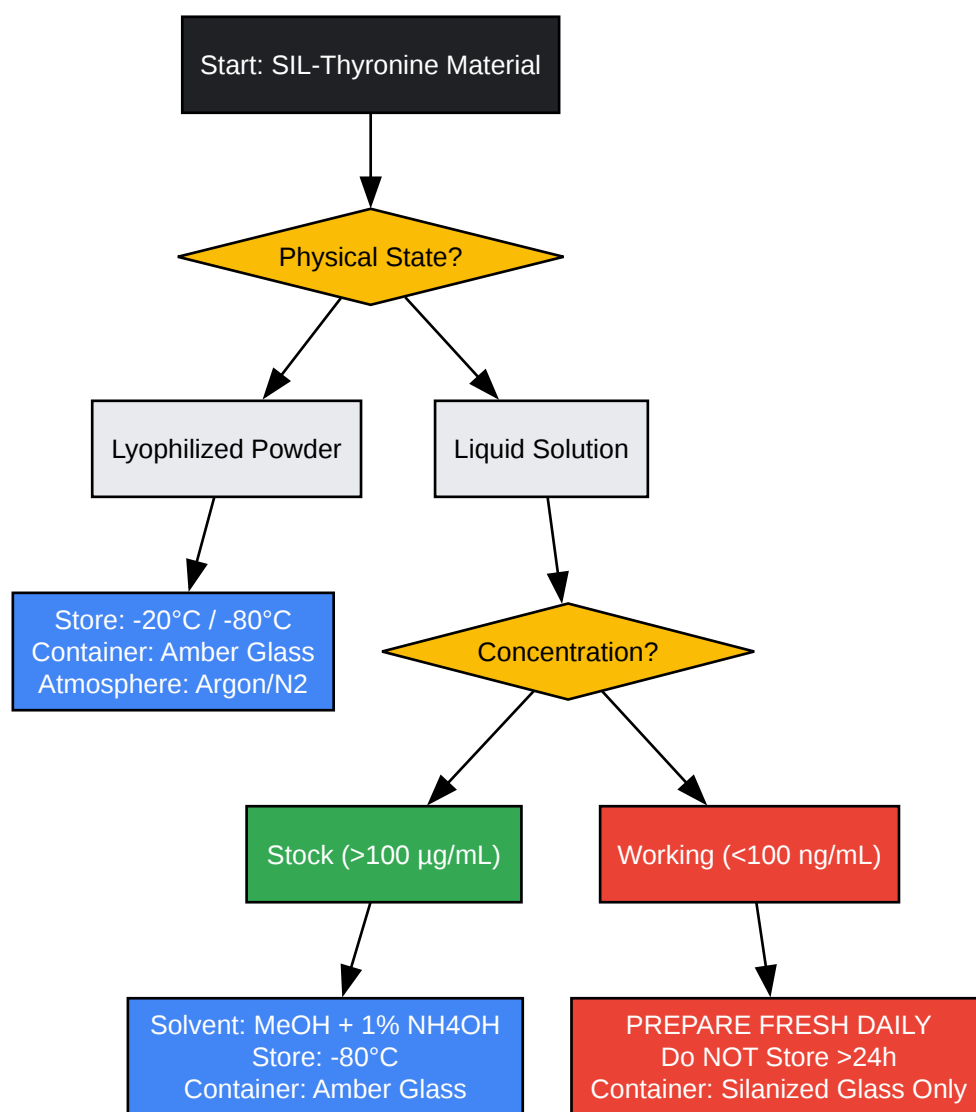 Start: SIL-Thyronine Material
Physical State?
Lyophilized Powder
Liquid Solution
Store: -20°C / -80°C
Container: Amber Glass
Atmosphere: Argon/N2
Concentration?
Stock (>100 µg/mL)
Working (<100 ng/mL)
Solvent: MeOH + 1% NH4OH
Store: -80°C
Container: Amber Glass
PREPARE FRESH DAILY
Do NOT Store >24h
Container: Silanized Glass Only